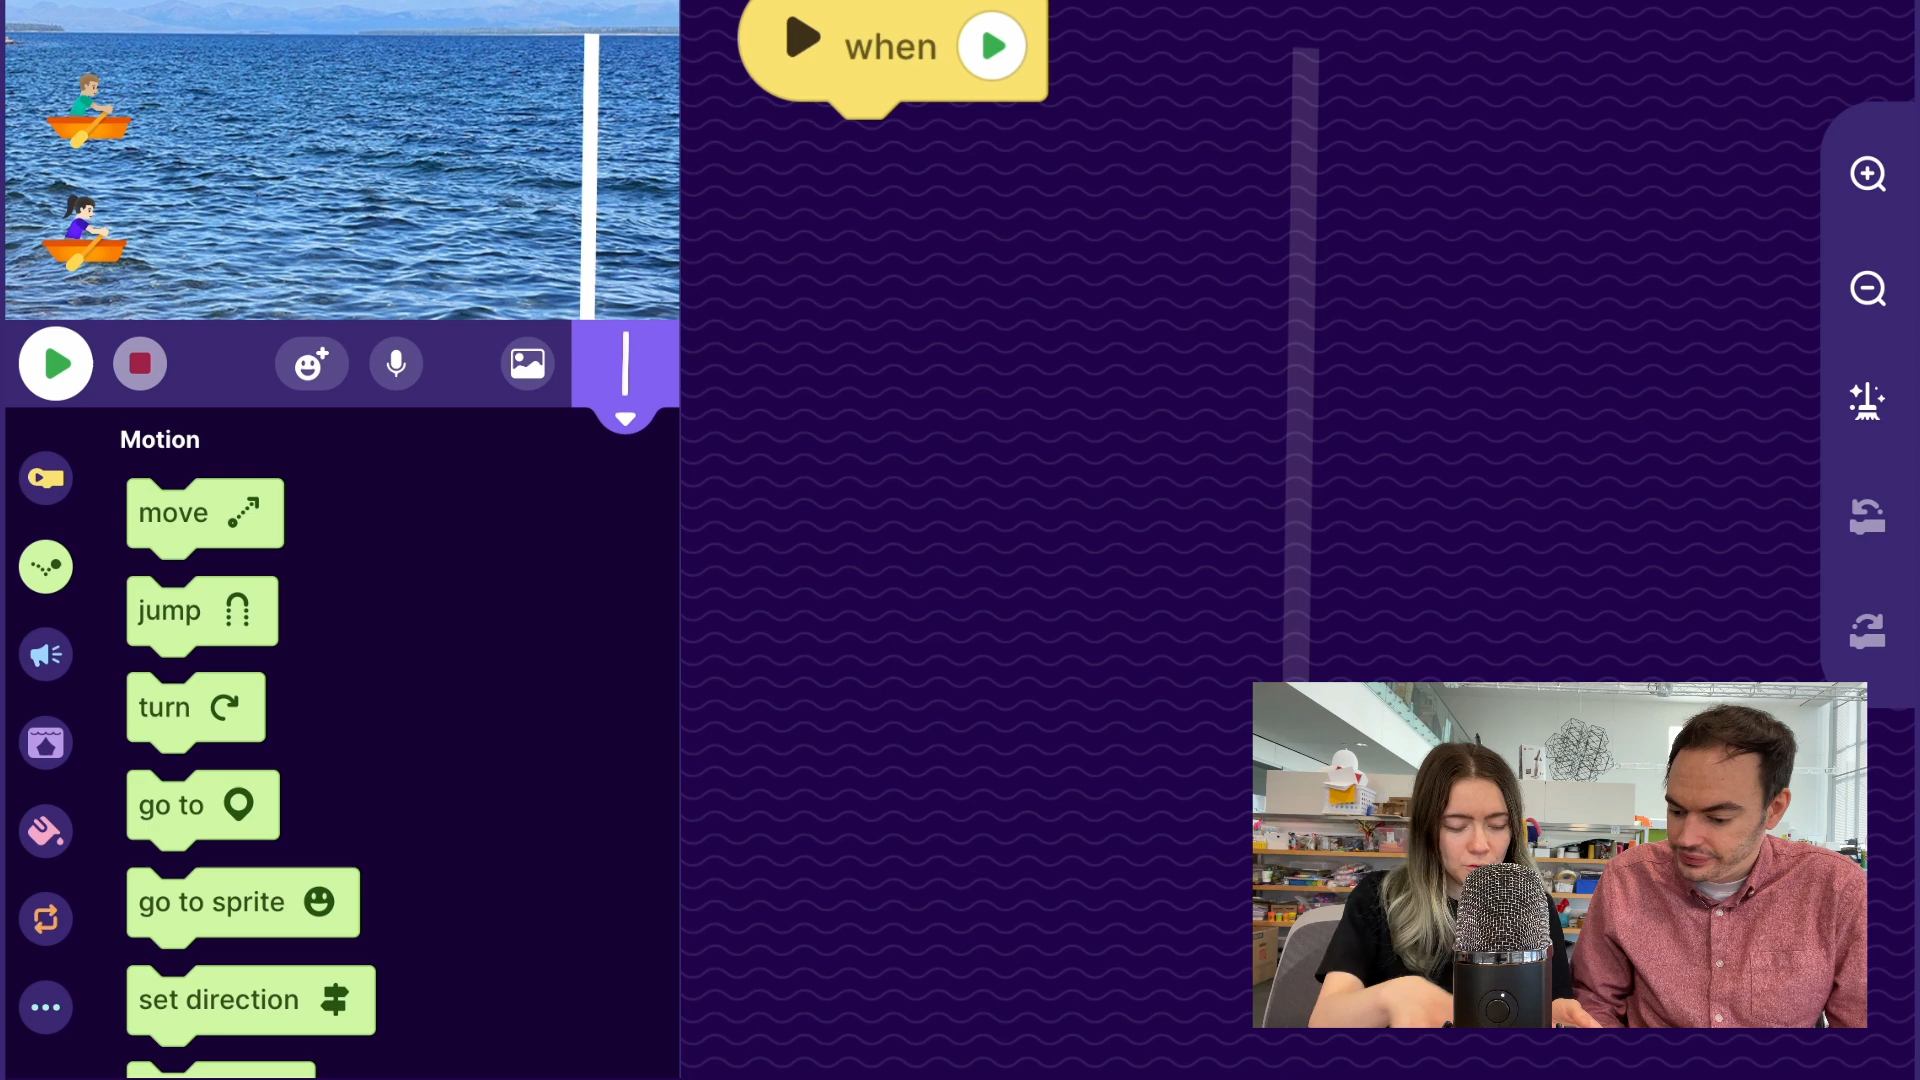 when
Motion
move
jump
turn
go to
go to sprite
set direction